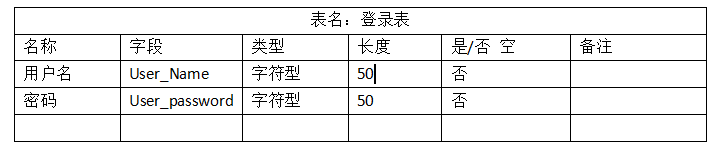 表名：登录表
名称 字段 类型 长度 是/否 空 备注
用户名 User_Name 字符型 50 否
密码 User_password 字符型 50 否